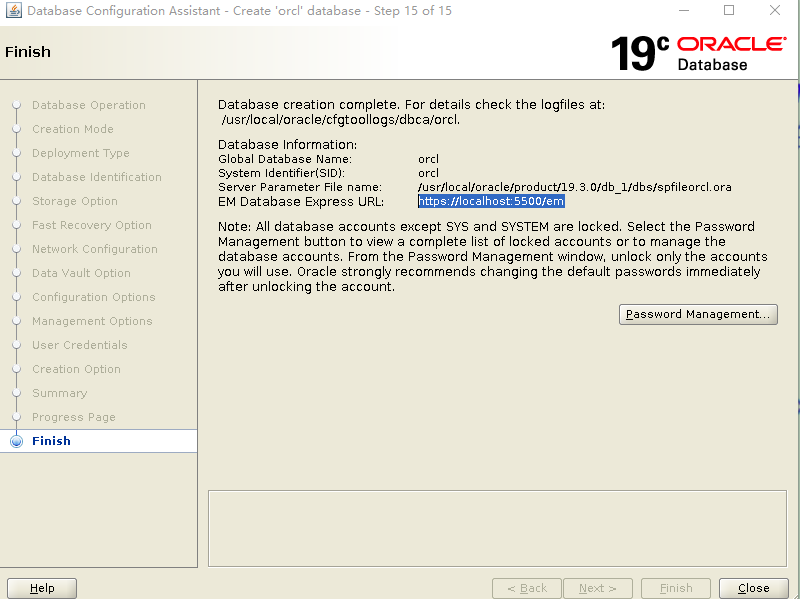 Database Configuration Assistant - Create 'orcl' database - Step 15 of 15
Finish
19c ORACLE
Database
Database Operation
Creation Mode
Deployment Type
Database Identification
Storage Option
Fast Recovery Option
Network Configuration
Data Vault Option
Configuration Options
Management Options
User Credentials
Creation Option
Summary
Progress Page
Finish
Database creation complete. For details check the logfiles at:
/usr/local/oracle/cfgtoollogs/dbca/orcl.
Database Information:
Global Database Name: orcl
System Identifier(SID): orcl
Server Parameter File name: /usr/local/oracle/product/19.3.0/db_1/dbs/spfileorcl.ora
EM Database Express URL: https://localhost:5500/em
Note: All database accounts except SYS and SYSTEM are locked. Select the Password
Management button to view a complete list of locked accounts or to manage the
database accounts. From the Password Management window, unlock only the accounts
you will use. Oracle strongly recommends changing the default passwords immediately
after unlocking the account.
Password Management...
Help
< Back
Next >
Finish
Close